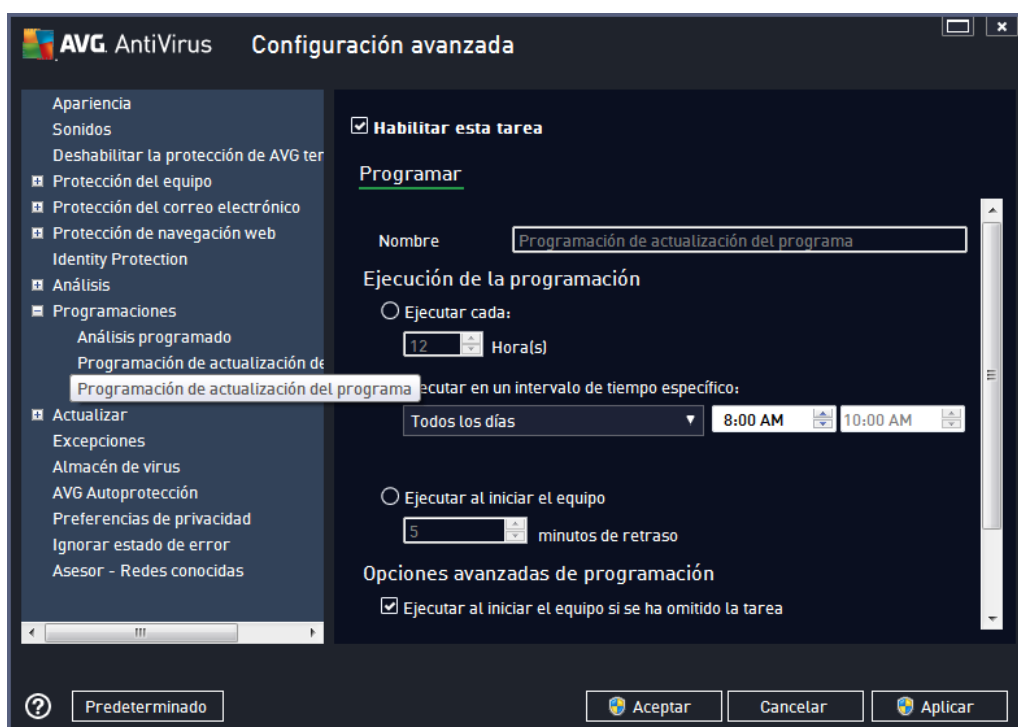 AVG AntiVirus Configuración avanzada
Apariencia
Sonidos
Deshabilitar la protección de AVG ter
Protección del equipo
Protección del correo electrónico
Protección de navegación web
Identity Protection
Análisis
Programaciones
Análisis programado
Programación de actualización de
Programación de actualización del programa
Actualizar
Excepciones
Almacén de virus
AVG Autoprotección
Preferencias de privacidad
Ignorar estado de error
Asesor - Redes conocidas
Habilitar esta tarea
Programar
Nombre Programación de actualización del programa
Ejecución de la programación
Ejecutar cada:
12 Hora(s)
ecutar en un intervalo de tiempo específico:
Todos los días 8:00 AM 10:00 AM
Ejecutar al iniciar el equipo
5 minutos de retraso
Opciones avanzadas de programación
Ejecutar al iniciar el equipo si se ha omitido la tarea
? Predeterminado Aceptar Cancelar Aplicar